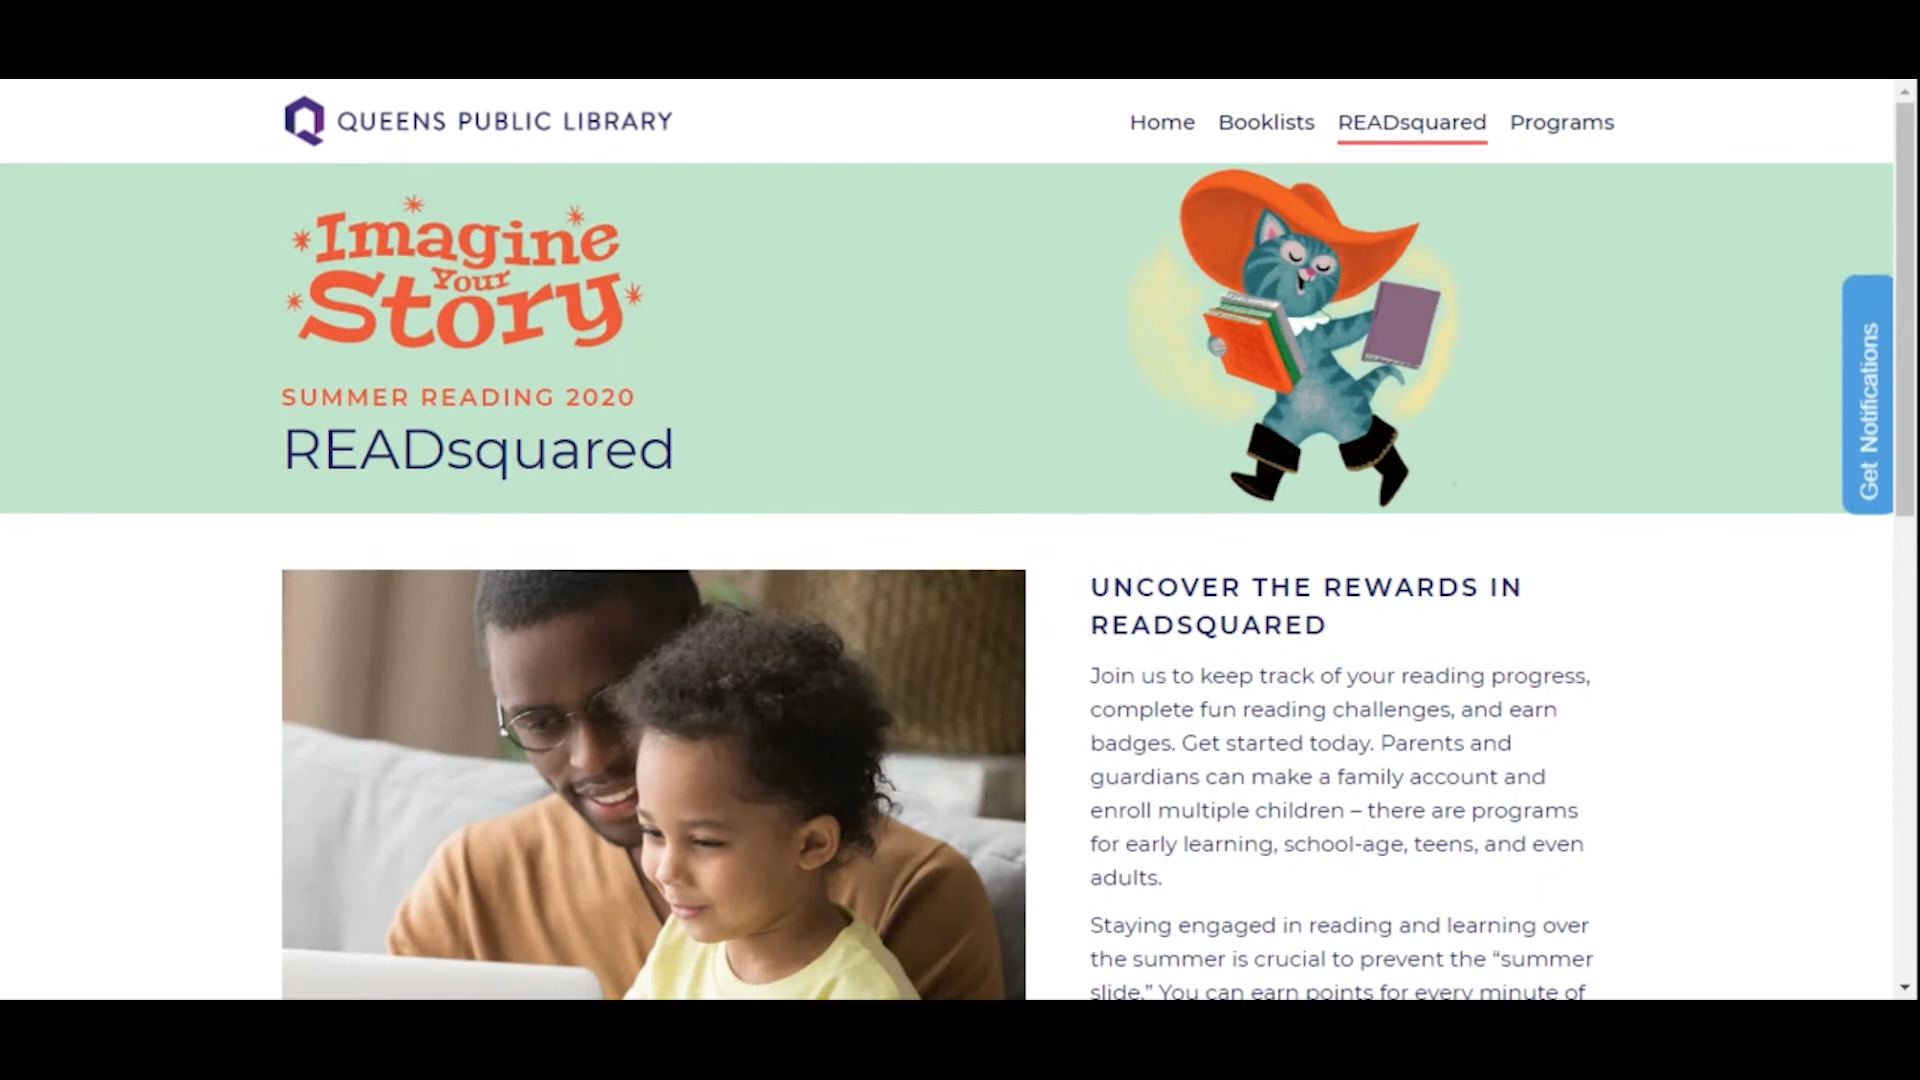 QUEENS PUBLIC LIBRARY
Home Booklists READsquared Programs
Imagine
Your
Story
SUMMER READING 2020
READsquared
Get Notifications
UNCOVER THE REWARDS IN
READSQUARED
Join us to keep track of your reading progress,
complete fun reading challenges, and earn
badges. Get started today. Parents and
guardians can make a family account and
enroll multiple children – there are programs
for early learning, school-age, teens, and even
adults.
Staying engaged in reading and learning over
the summer is crucial to prevent the “summer
slide.” You can earn points for every minute of